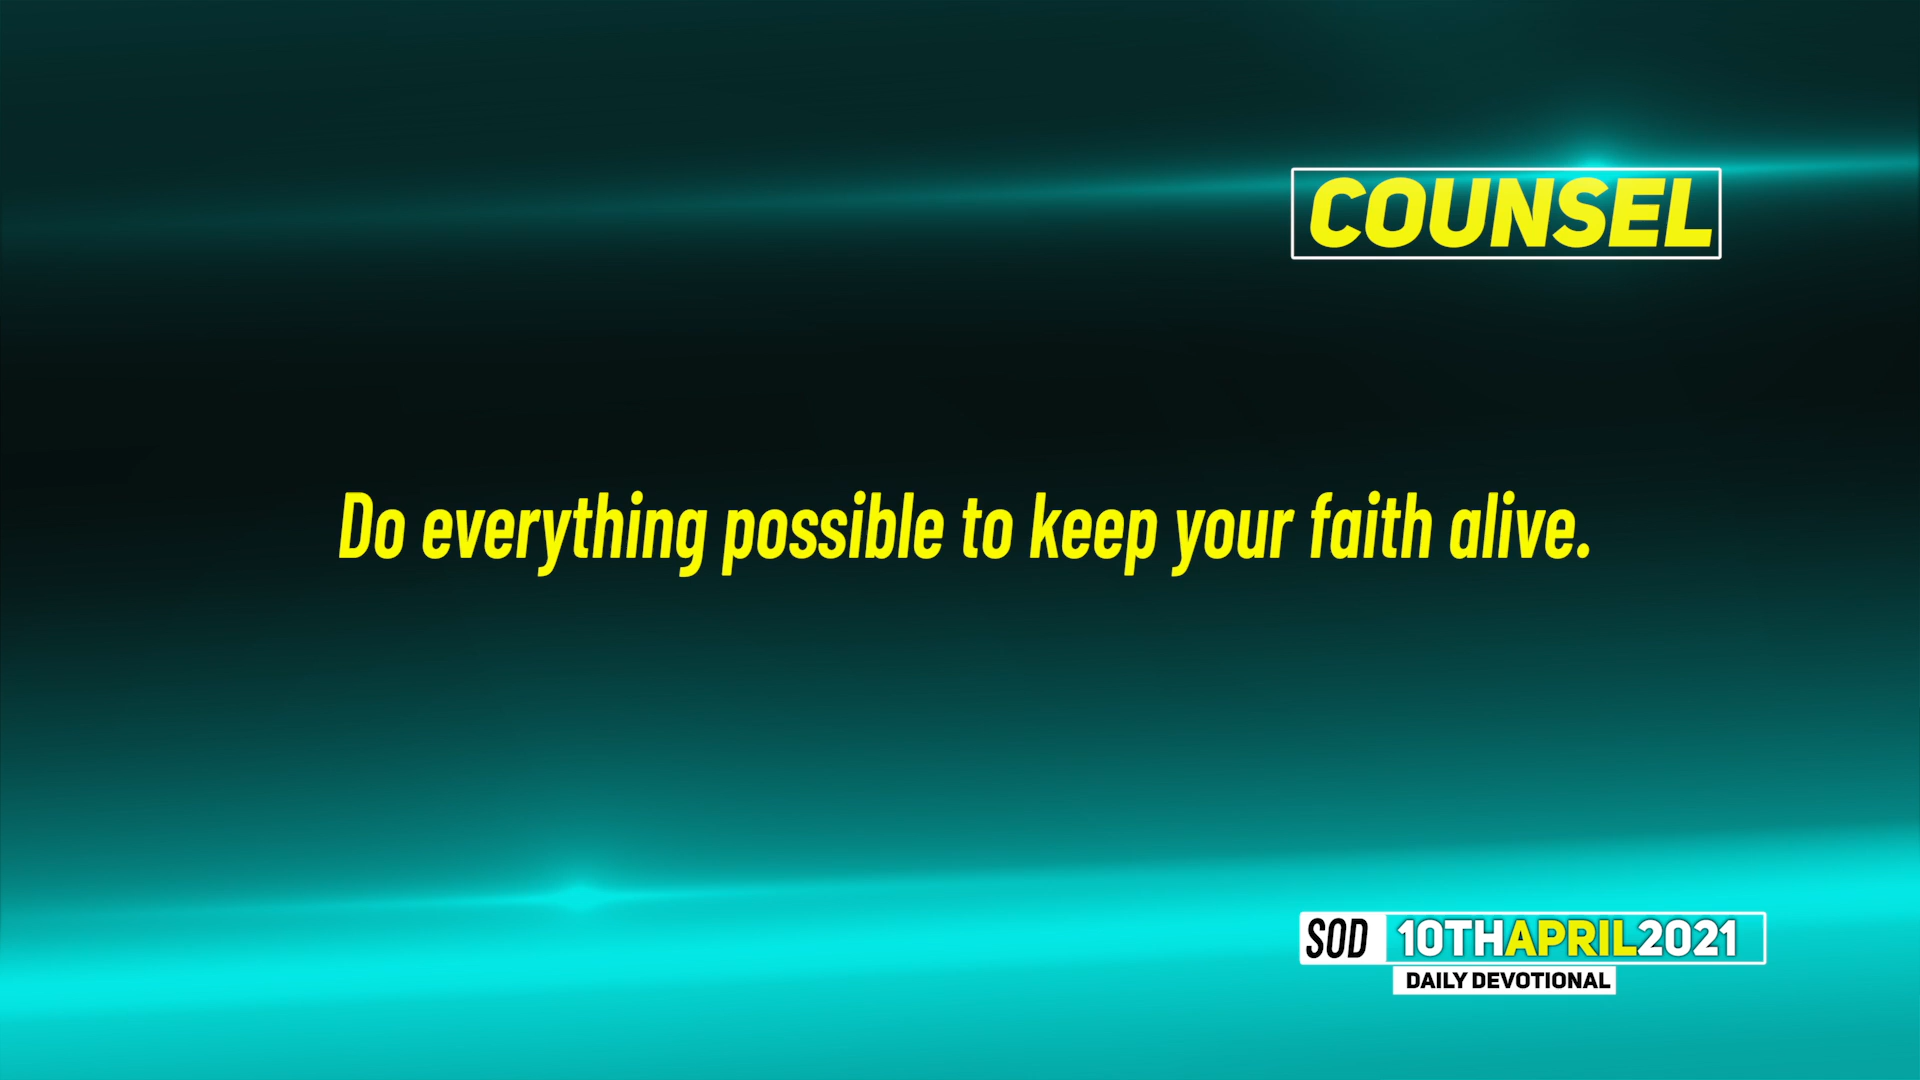 COUNSEL
Do everything possible to keep your faith alive.
SOD 10THAPRIL2021
DAILY DEVOTIONAL